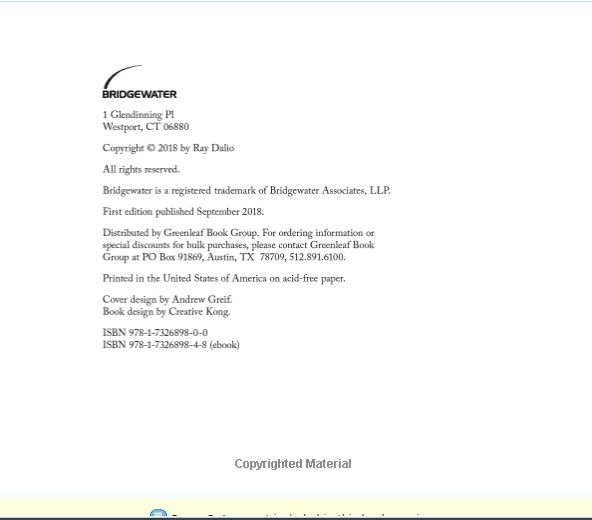 BRIDGEWATER
1 Glendinning Pl
Westport, CT 06880
Copyright © 2018 by Ray Dalio
All rights reserved.
Bridgewater is a registered trademark of Bridgewater Associates, LLP.
First edition published September 2018.
Distributed by Greenleaf Book Group. For ordering information or
special discounts for bulk purchases, please contact Greenleaf Book
Group at PO Box 91869, Austin, TX 78709, 512.891.6100.
Printed in the United States of America on acid-free paper.
Cover design by Andrew Greif.
Book design by Creative Kong.
ISBN 978-1-7326898-0-0
ISBN 978-1-7326898-4-8 (ebook)
Copyrighted Material